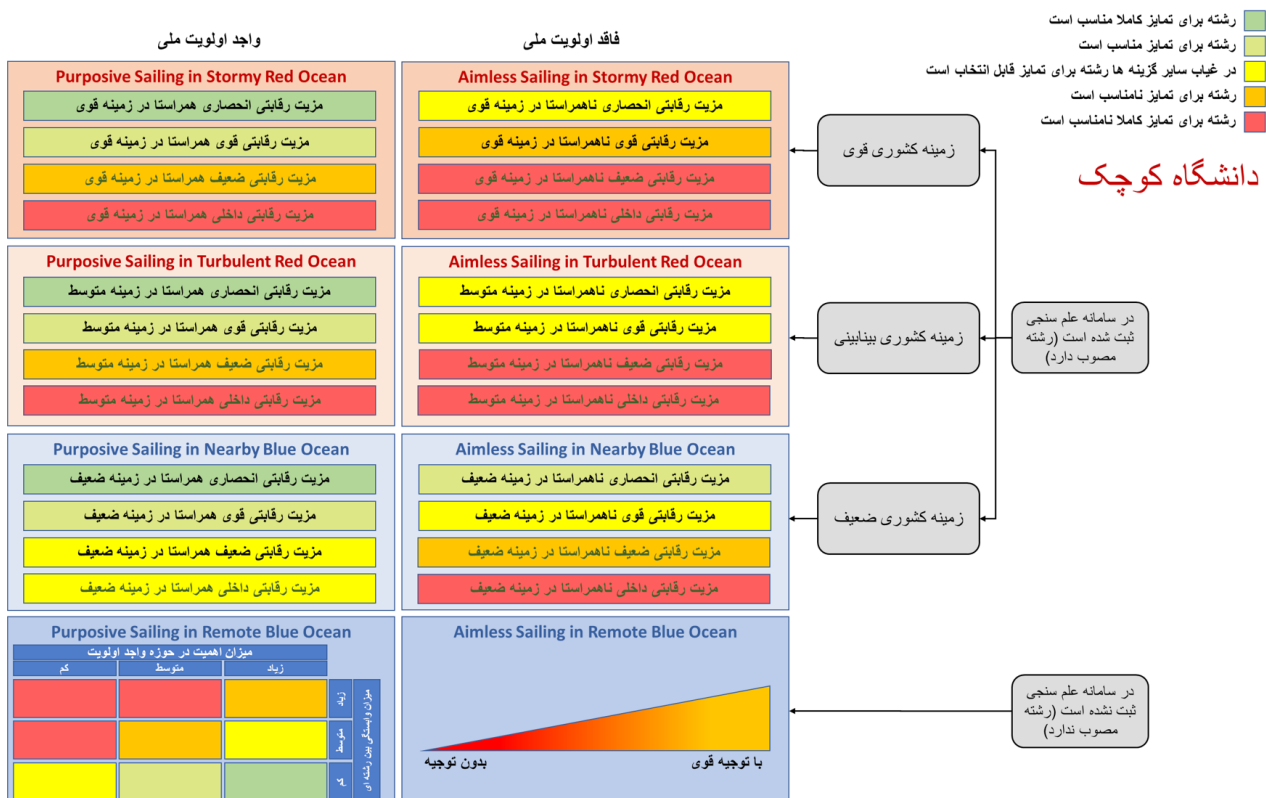 رشته برای تمایز کاملا مناسب است
رشته برای تمایز مناسب است
در غیاب سایر گزینه ها رشته برای تمایز قابل انتخاب است
رشته برای تمایز نامناسب است
رشته برای تمایز کاملا نامناسب است
دانشگاه کوچک
در سامانه علم سنجی
ثبت شده است (رشته
مصوب دارد)
در سامانه علم سنجی
ثبت نشده است (رشته
مصوب ندارد)
زمینه کشوری قوی
زمینه کشوری بینابینی
زمینه کشوری ضعیف
فاقد اولویت ملی
Aimless Sailing in Stormy Red Ocean
مزیت رقابتی انحصاری ناهمراستا در زمینه قوی
مزیت رقابتی قوی ناهمراستا در زمینه قوی
مزیت رقابتی ضعیف ناهمراستا در زمینه قوی
مزیت رقابتی داخلی ناهمراستا در زمینه قوی
Aimless Sailing in Turbulent Red Ocean
مزیت رقابتی انحصاری ناهمراستا در زمینه متوسط
مزیت رقابتی قوی ناهمراستا در زمینه متوسط
مزیت رقابتی ضعیف ناهمراستا در زمینه متوسط
مزیت رقابتی داخلی ناهمراستا در زمینه متوسط
Aimless Sailing in Nearby Blue Ocean
مزیت رقابتی انحصاری ناهمراستا در زمینه ضعیف
مزیت رقابتی قوی ناهمراستا در زمینه ضعیف
مزیت رقابتی ضعیف ناهمراستا در زمینه ضعیف
مزیت رقابتی داخلی ناهمراستا در زمینه ضعیف
Aimless Sailing in Remote Blue Ocean
با توجیه قوی
بدون توجیه
واجد اولویت ملی
Purposive Sailing in Stormy Red Ocean
مزیت رقابتی انحصاری همراستا در زمینه قوی
مزیت رقابتی قوی همراستا در زمینه قوی
مزیت رقابتی ضعیف همراستا در زمینه قوی
مزیت رقابتی داخلی همراستا در زمینه قوی
Purposive Sailing in Turbulent Red Ocean
مزیت رقابتی انحصاری همراستا در زمینه متوسط
مزیت رقابتی قوی همراستا در زمینه متوسط
مزیت رقابتی ضعیف همراستا در زمینه متوسط
مزیت رقابتی داخلی همراستا در زمینه متوسط
Purposive Sailing in Nearby Blue Ocean
مزیت رقابتی انحصاری همراستا در زمینه ضعیف
مزیت رقابتی قوی همراستا در زمینه ضعیف
مزیت رقابتی ضعیف همراستا در زمینه ضعیف
مزیت رقابتی داخلی همراستا در زمینه ضعیف
Purposive Sailing in Remote Blue Ocean
میزان اهمیت در حوزه واجد اولویت
زیاد
متوسط
کم
میزان وابستگی بین رشته ای
زیاد
متوسط
کم